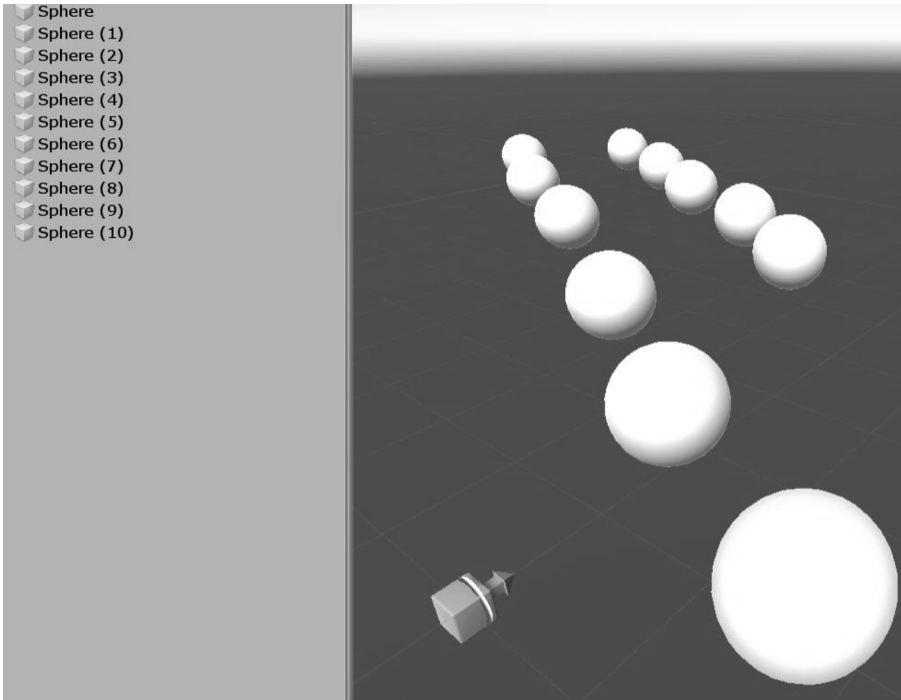 Sphere
Sphere (1)
Sphere (2)
Sphere (3)
Sphere (4)
Sphere (5)
Sphere (6)
Sphere (7)
Sphere (8)
Sphere (9)
Sphere (10)